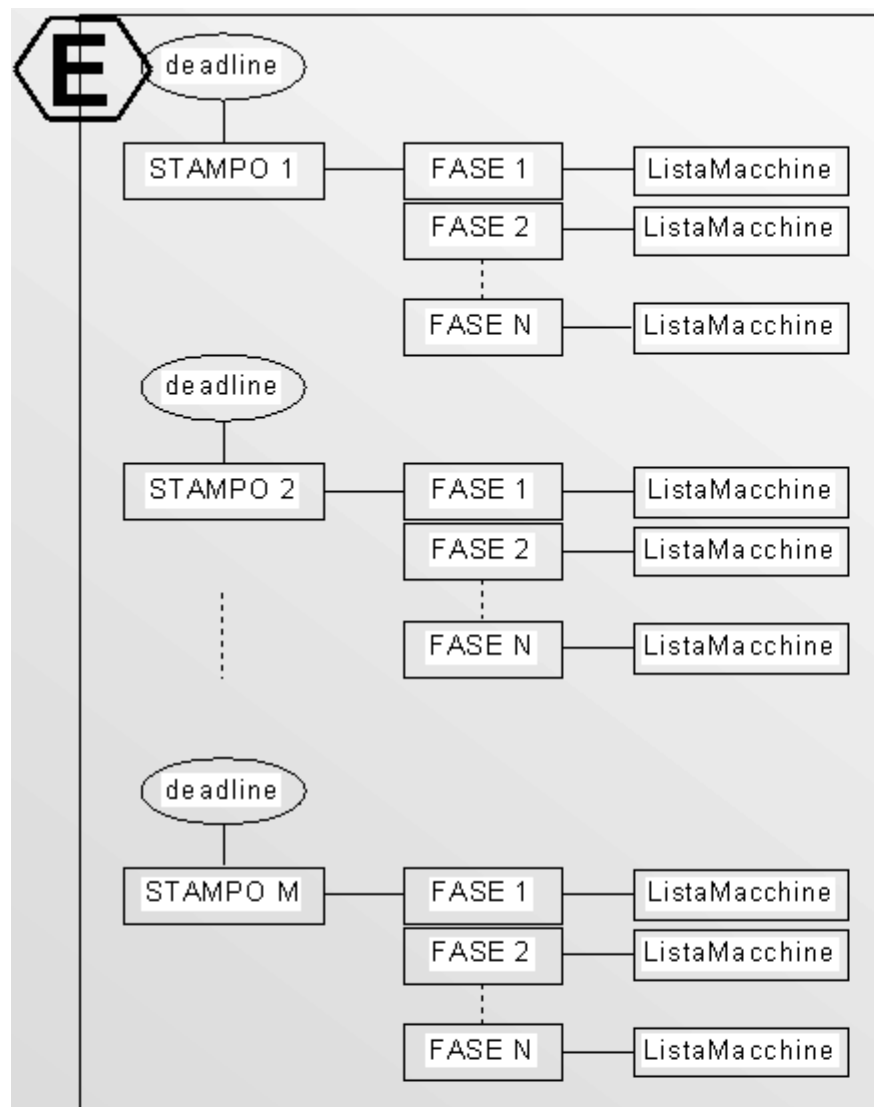 E
deadline
STAMPO 1 FASE 1 ListaMacchine
FASE 2 ListaMacchine
FASE N ListaMacchine
deadline
STAMPO 2 FASE 1 ListaMacchine
FASE 2 ListaMacchine
FASE N ListaMacchine
deadline
STAMPO M FASE 1 ListaMacchine
FASE 2 ListaMacchine
FASE N ListaMacchine